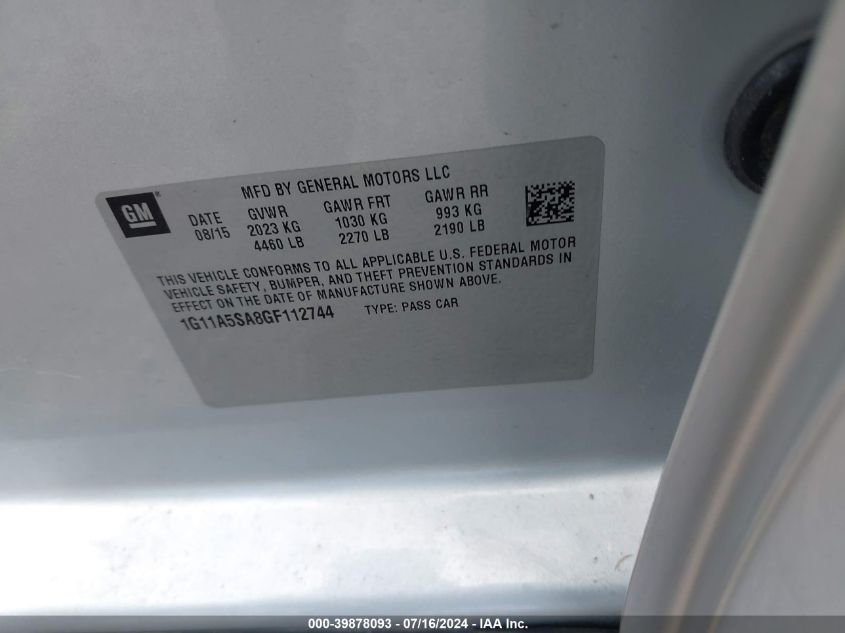 MFD BY GENERAL MOTORS LLC
GM®
DATE GVWR GAWR FRT GAWR RR
08/15 2023 KG 1030 KG 993 KG
4460 LB 2270 LB 2190 LB
THIS VEHICLE CONFORMS TO ALL APPLICABLE U.S. FEDERAL MOTOR
VEHICLE SAFETY, BUMPER, AND THEFT PREVENTION STANDARDS IN
EFFECT ON THE DATE OF MANUFACTURE SHOWN ABOVE.
1G11A5SA8GF112744 TYPE: PASS CAR
000-39878093 - 07/16/2024 - IAA Inc.